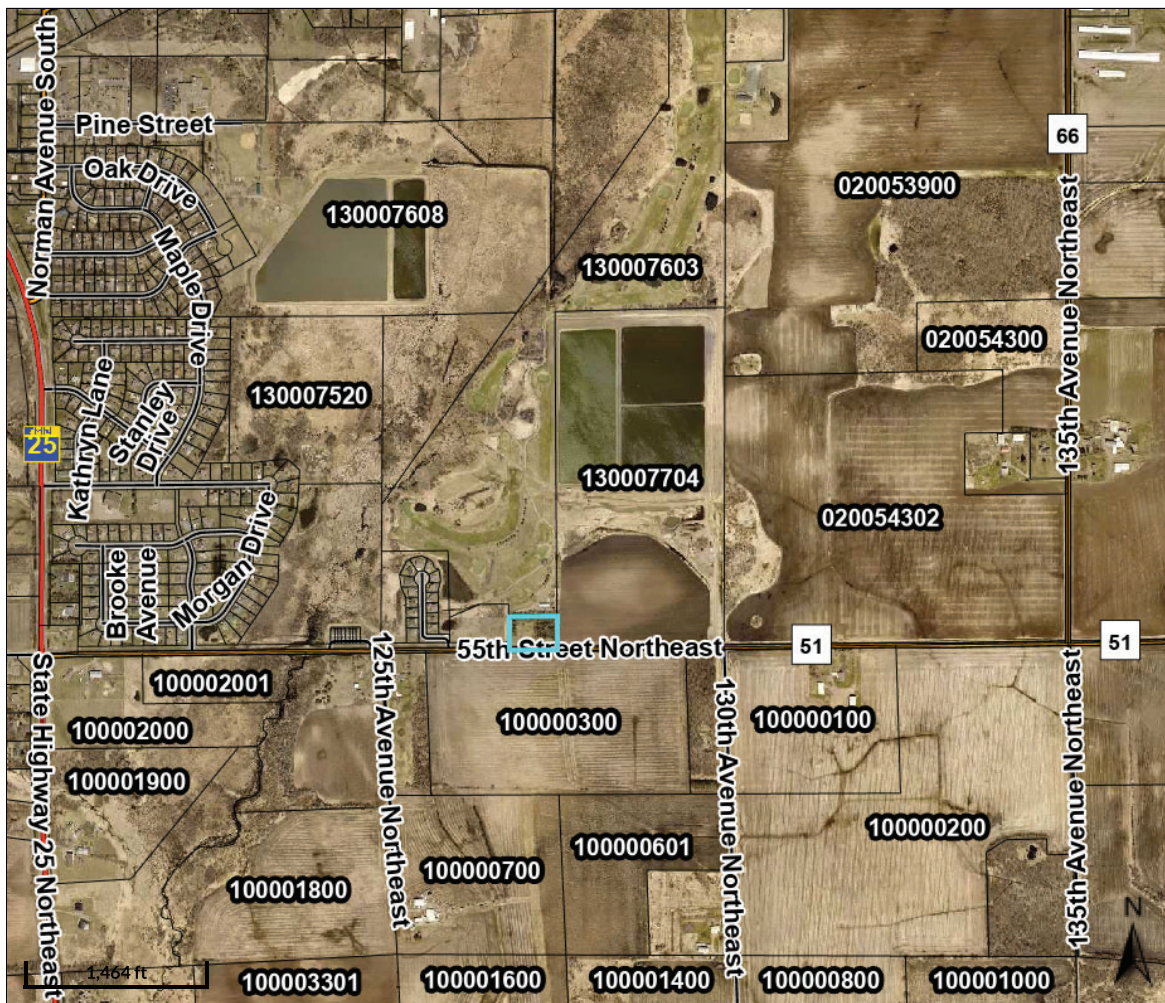 Norman Avenue South
Pine Street
Oak Drive
66
020053900
130007608
Maple Drive
130007603
135th Avenue Northeast
020054300
130007520
Kathryn Lane
Stanley
Drive
MN
25
130007704
020054302
Brooke
Avenue
Morgan Drive
55th Street Northeast
51
51
125th Avenue Northeast
130th Avenue Northeast
135th Avenue Northeast
State Highway 25 Northeast
100002001
100002000
100000300
100000100
100001900
100000200
100000601
100000700
100001800
N
1,464 ft
100003301
100001600
100001400
100000800
100001000